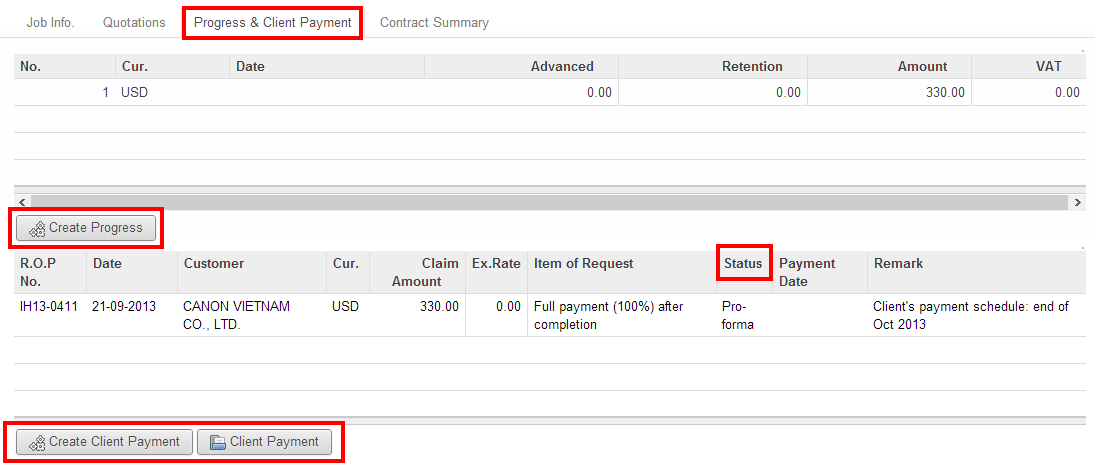 Job Info. Quotations Progress & Client Payment Contract Summary
No. Cur. Date Advanced Retention Amount VAT
1 USD 0.00 0.00 330.00 0.00
Create Progress
R.O.P No. Date Customer Cur. Claim Amount Ex.Rate Item of Request Status Payment Date Remark
IH13-0411 21-09-2013 CANON VIETNAM USD 330.00 0.00 Full payment (100%) after Pro- Client's payment schedule: end of
CO., LTD. completion forma Oct 2013
Create Client Payment Client Payment